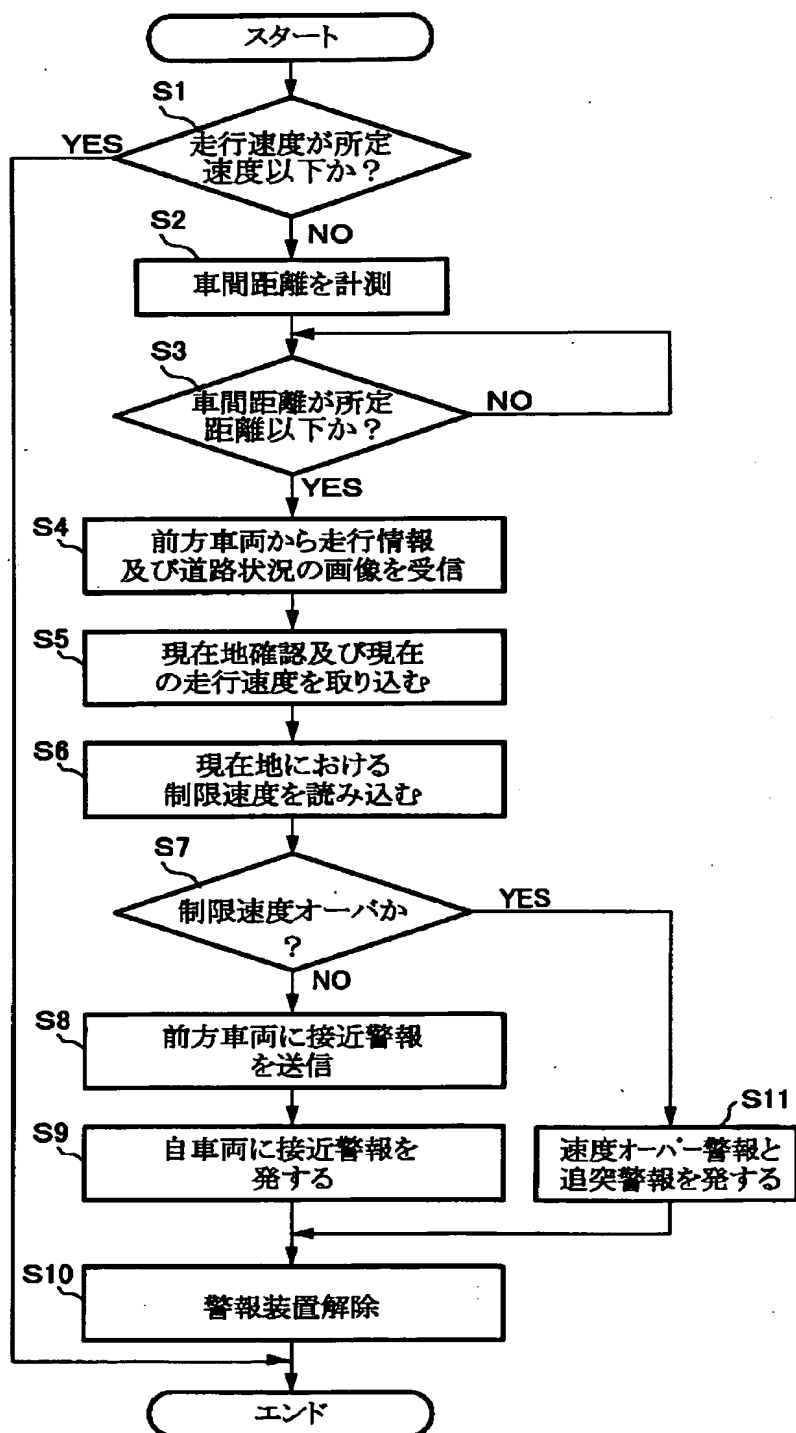 スタート
S1
YES
走行速度が所定
速度以下か?
NO
S2
車間距離を計測
S3
車間距離が所定
距離以下か?
NO
YES
S4
前方車両から走行情報
及び道路状況の画像を受信
S5
現在地確認及び現在
の走行速度を取り込む
S6
現在地における
制限速度を読み込む
S7
制限速度オーバか
?
YES
NO
S8
前方車両に接近警報
を送信
S9
自車両に接近警報を
発する
S11
速度オーバー警報と
追突警報を発する
S10
警報装置解除
エンド